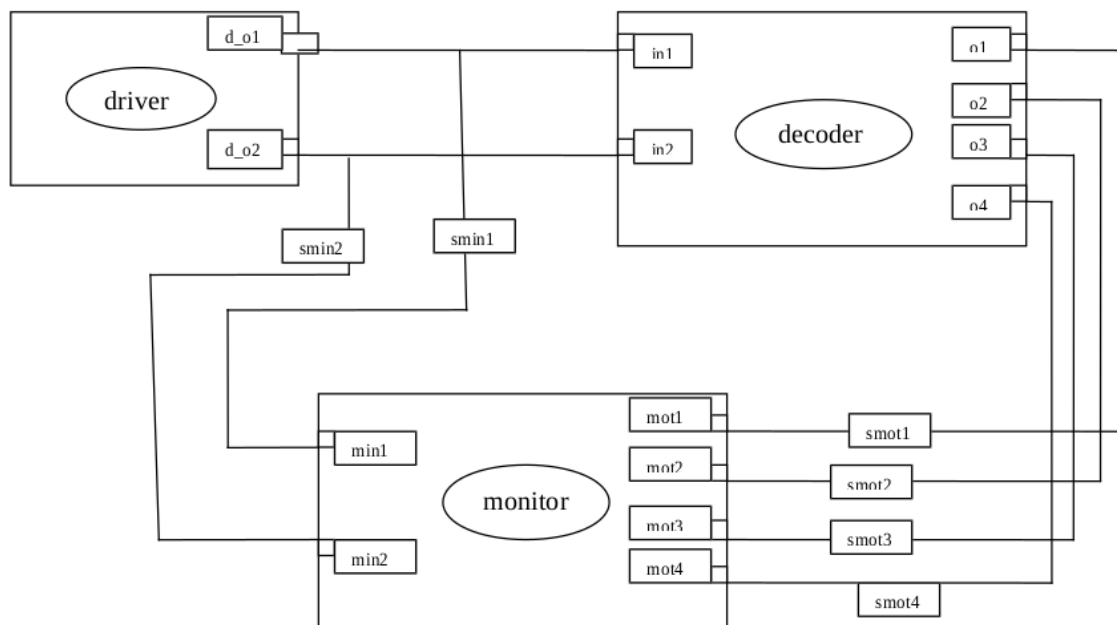 d_o1
driver
d_o2
in1
in2
decoder
o1
o2
o3
o4
smin2
smin1
min1
min2
monitor
mot1
mot2
mot3
mot4
smot1
smot2
smot3
smot4